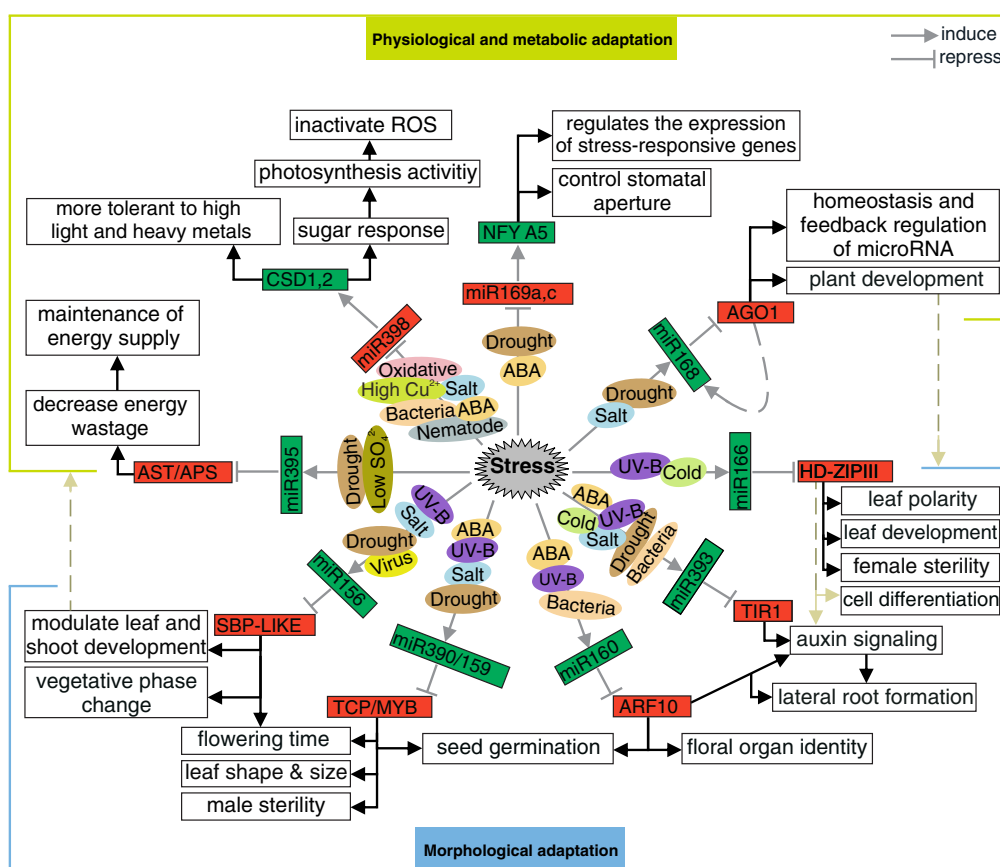 Physiological and metabolic adaptation
induce
repress
inactivate ROS
photosynthesis activitiy
more tolerant to high
light and heavy metals
sugar response
CSD1,2
regulates the expression
of stress-responsive genes
control stomatal
aperture
NFY A5
miR169a,c
homeostasis and
feedback regulation
of microRNA
plant development
AGO1
miR168
maintenance of
energy supply
decrease energy
wastage
AST/APS
miR395
miR398
Oxidative
High Cu2+
Salt
Bacteria
ABA
Nematode
Drought
ABA
Drought
Salt
Stress
Drought
Low SO4 2-
UV-B
Cold
miR166
HD-ZIPIII
leaf polarity
leaf development
female sterility
cell differentiation
UV-B
Salt
Drought
Virus
miR156
SBP-LIKE
modulate leaf and
shoot development
vegetative phase
change
ABA
UV-B
Salt
Drought
miR390/159
TCP/MYB
flowering time
leaf shape & size
male sterility
seed germination
ABA
UV-B
Bacteria
miR160
ARF10
floral organ identity
ABA
Cold
UV-B
Salt
Drought
Bacteria
miR393
TIR1
auxin signaling
lateral root formation
Morphological adaptation